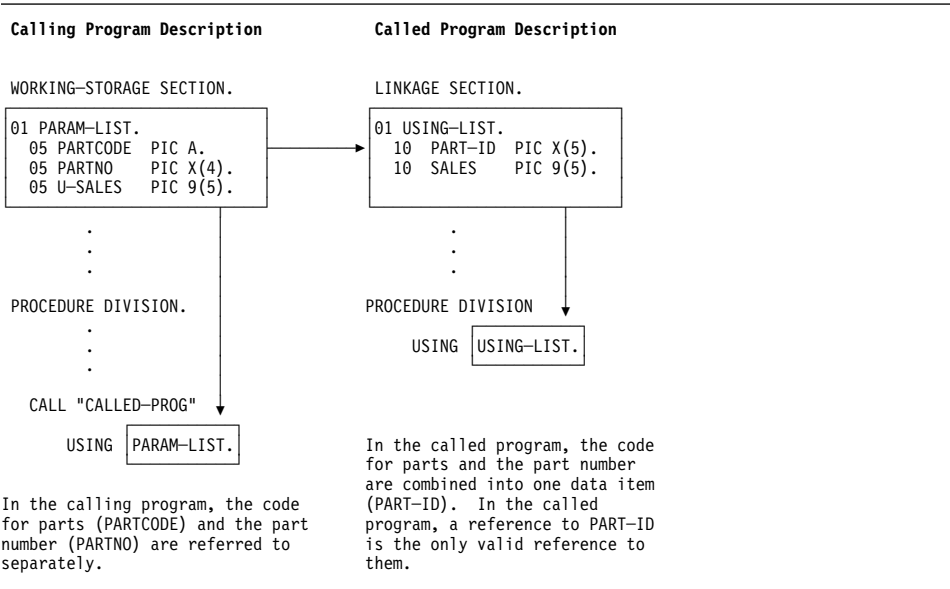 Calling Program Description
WORKING—STORAGE SECTION.
01 PARAM—LIST.
05 PARTCODE PIC A.
05 PARTNO PIC X(4).
05 U—SALES PIC 9(5).
.
.
.
PROCEDURE DIVISION.
.
.
.
CALL "CALLED—PROG"
USING PARAM—LIST.
In the calling program, the code
for parts (PARTCODE) and the part
number (PARTNO) are referred to
separately.
Called Program Description
LINKAGE SECTION.
01 USING—LIST.
10 PART—ID PIC X(5).
10 SALES PIC 9(5).
.
.
.
PROCEDURE DIVISION
USING USING—LIST.
In the called program, the code
for parts and the part number
are combined into one data item
(PART—ID). In the called
program, a reference to PART—ID
is the only valid reference to
them.